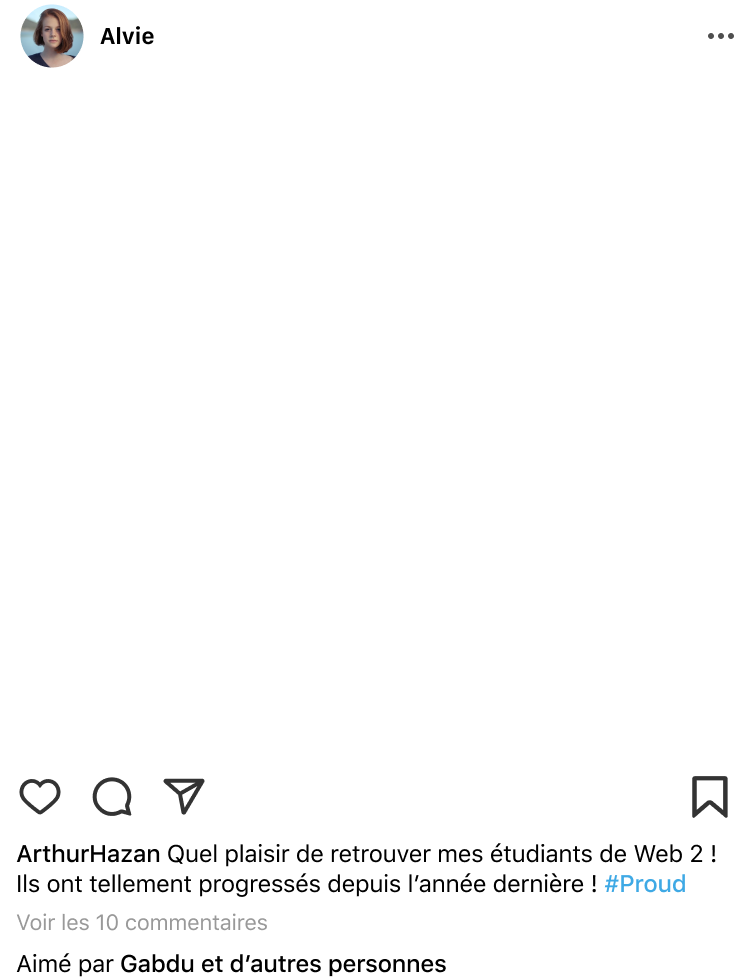 Alvie
ArthurHazan Quel plaisir de retrouver mes étudiants de Web 2 !
Ils ont tellement progressés depuis l’année dernière ! #Proud
Voir les 10 commentaires
Aimé par Gabdu et d’autres personnes